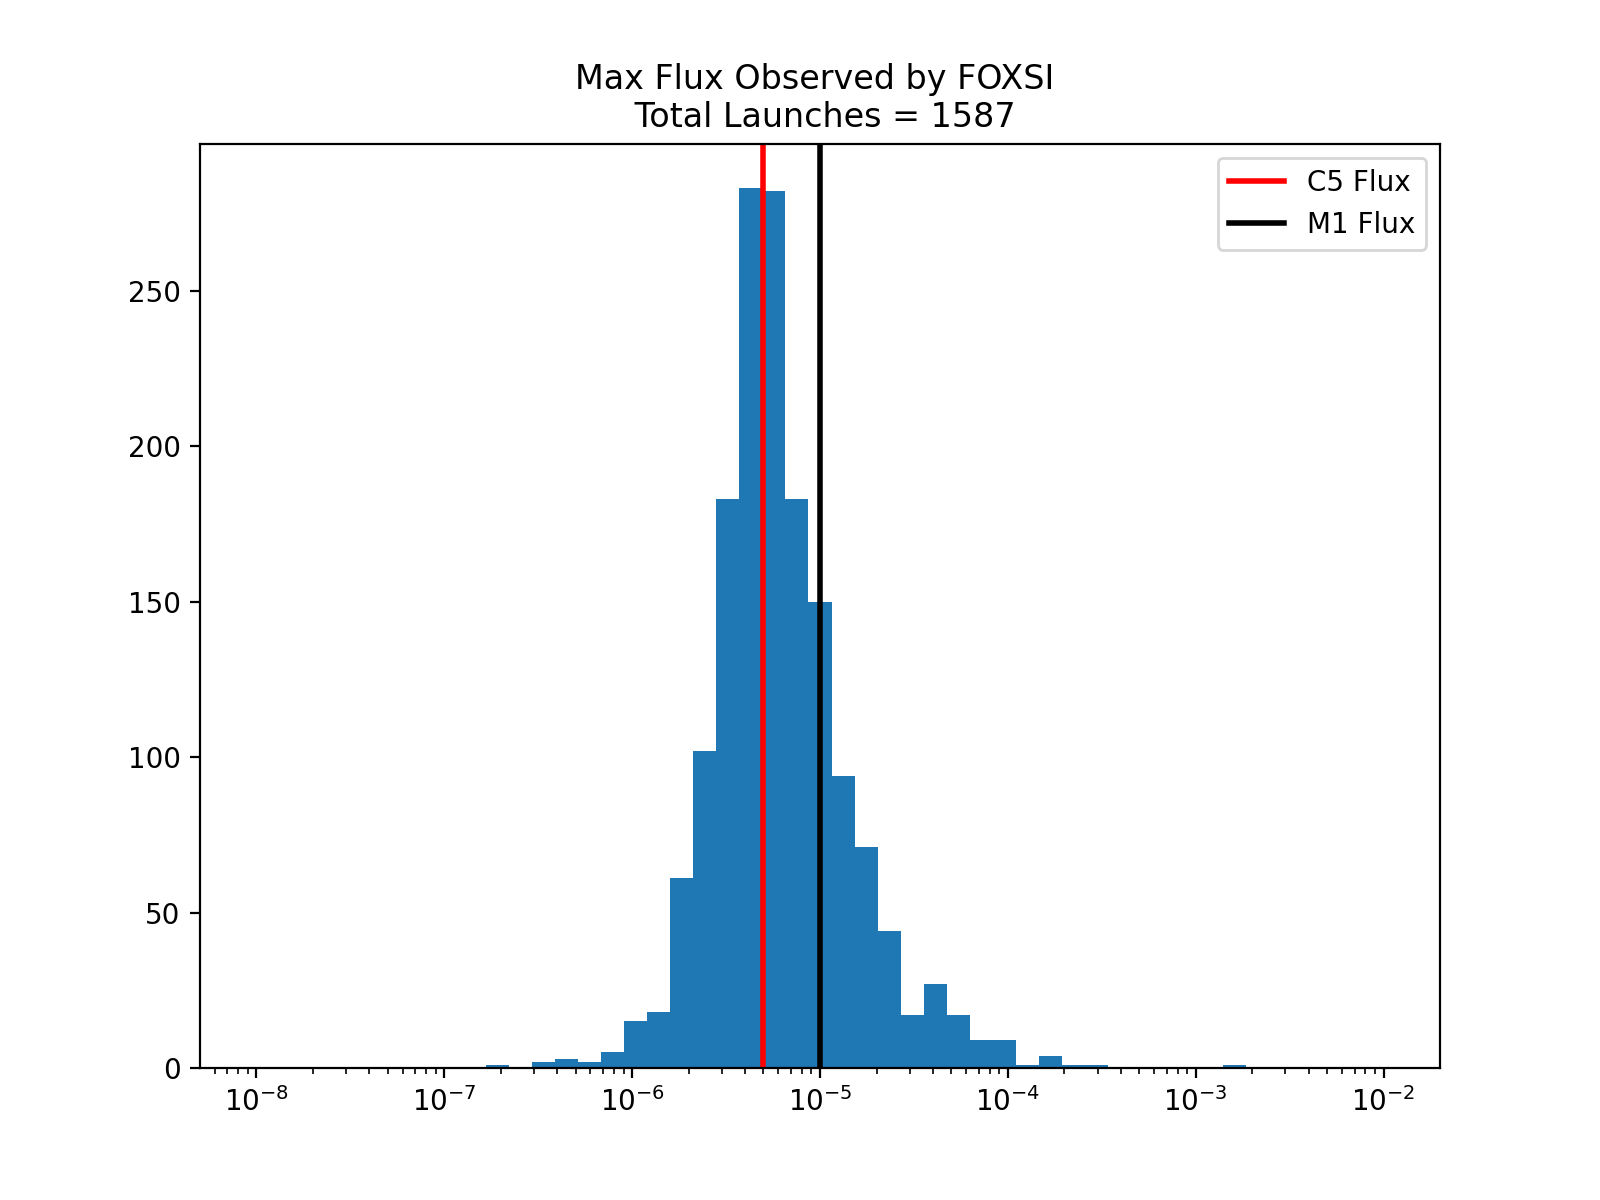 Max Flux Observed by FOXSI
Total Launches = 1587
C5 Flux
M1 Flux
250
200
150
100
50
0
10⁻⁸ 10⁻⁷ 10⁻⁶ 10⁻⁵ 10⁻⁴ 10⁻³ 10⁻²